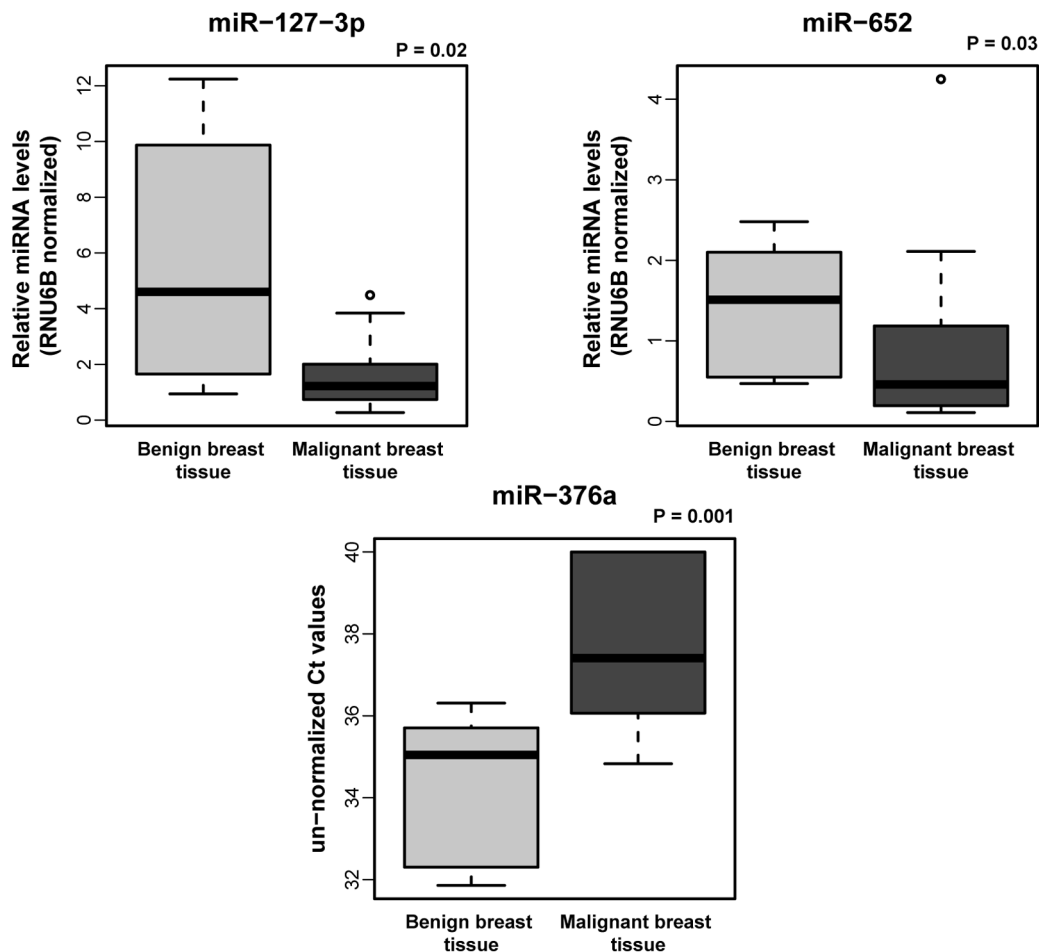 miR−127−3p
P = 0.02
Relative miRNA levels
(RNU6B normalized)
12
10
8
6
4
2
0
Benign breast
tissue
Malignant breast
tissue
miR−652
P = 0.03
Relative miRNA levels
(RNU6B normalized)
4
3
2
1
0
Benign breast
tissue
Malignant breast
tissue
miR−376a
P = 0.001
un−normalized Ct values
40
38
36
34
32
Benign breast
tissue
Malignant breast
tissue